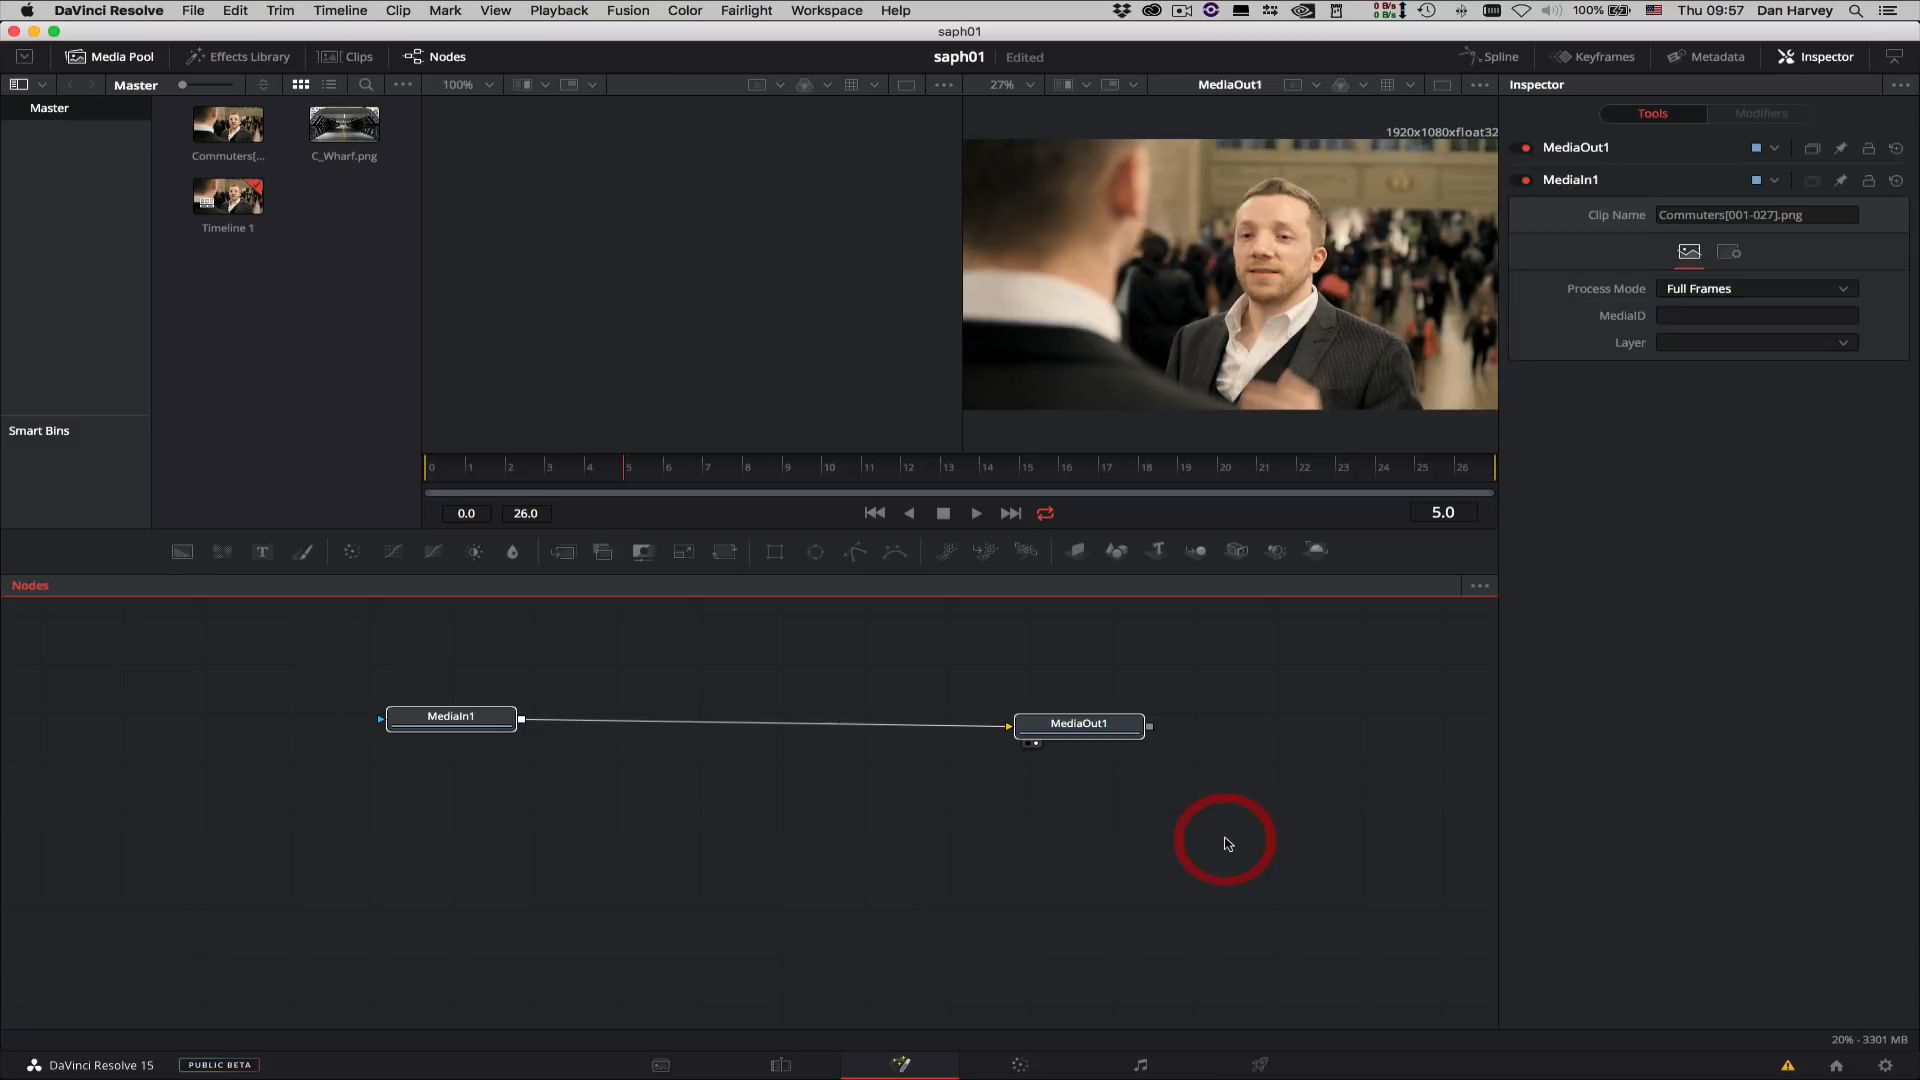 DaVinci Resolve File Edit Trim Timeline Clip Mark View Playback Fusion Color Fairlight Workspace Help 0 B/s 0 B/s 100% Thu 09:57 Dan Harvey
saph01
Media Pool Effects Library Clips Nodes saph01 Edited Spline Keyframes Metadata Inspector
Master 100% 27% MediaOut1 Inspector
Master
Tools Modifiers
1920x1080xfloat32
MediaOut1
Commuters[... C_Wharf.png
MediaIn1
Clip Name Commuters[001-027].png
Timeline 1
Process Mode Full Frames
MediaID
Layer
Smart Bins
0 1 2 3 4 5 6 7 8 9 10 11 12 13 14 15 16 17 18 19 20 21 22 23 24 25 26
0.0 26.0 5.0
Nodes
MediaIn1 MediaOut1
20% - 3301 MB
DaVinci Resolve 15 PUBLIC BETA